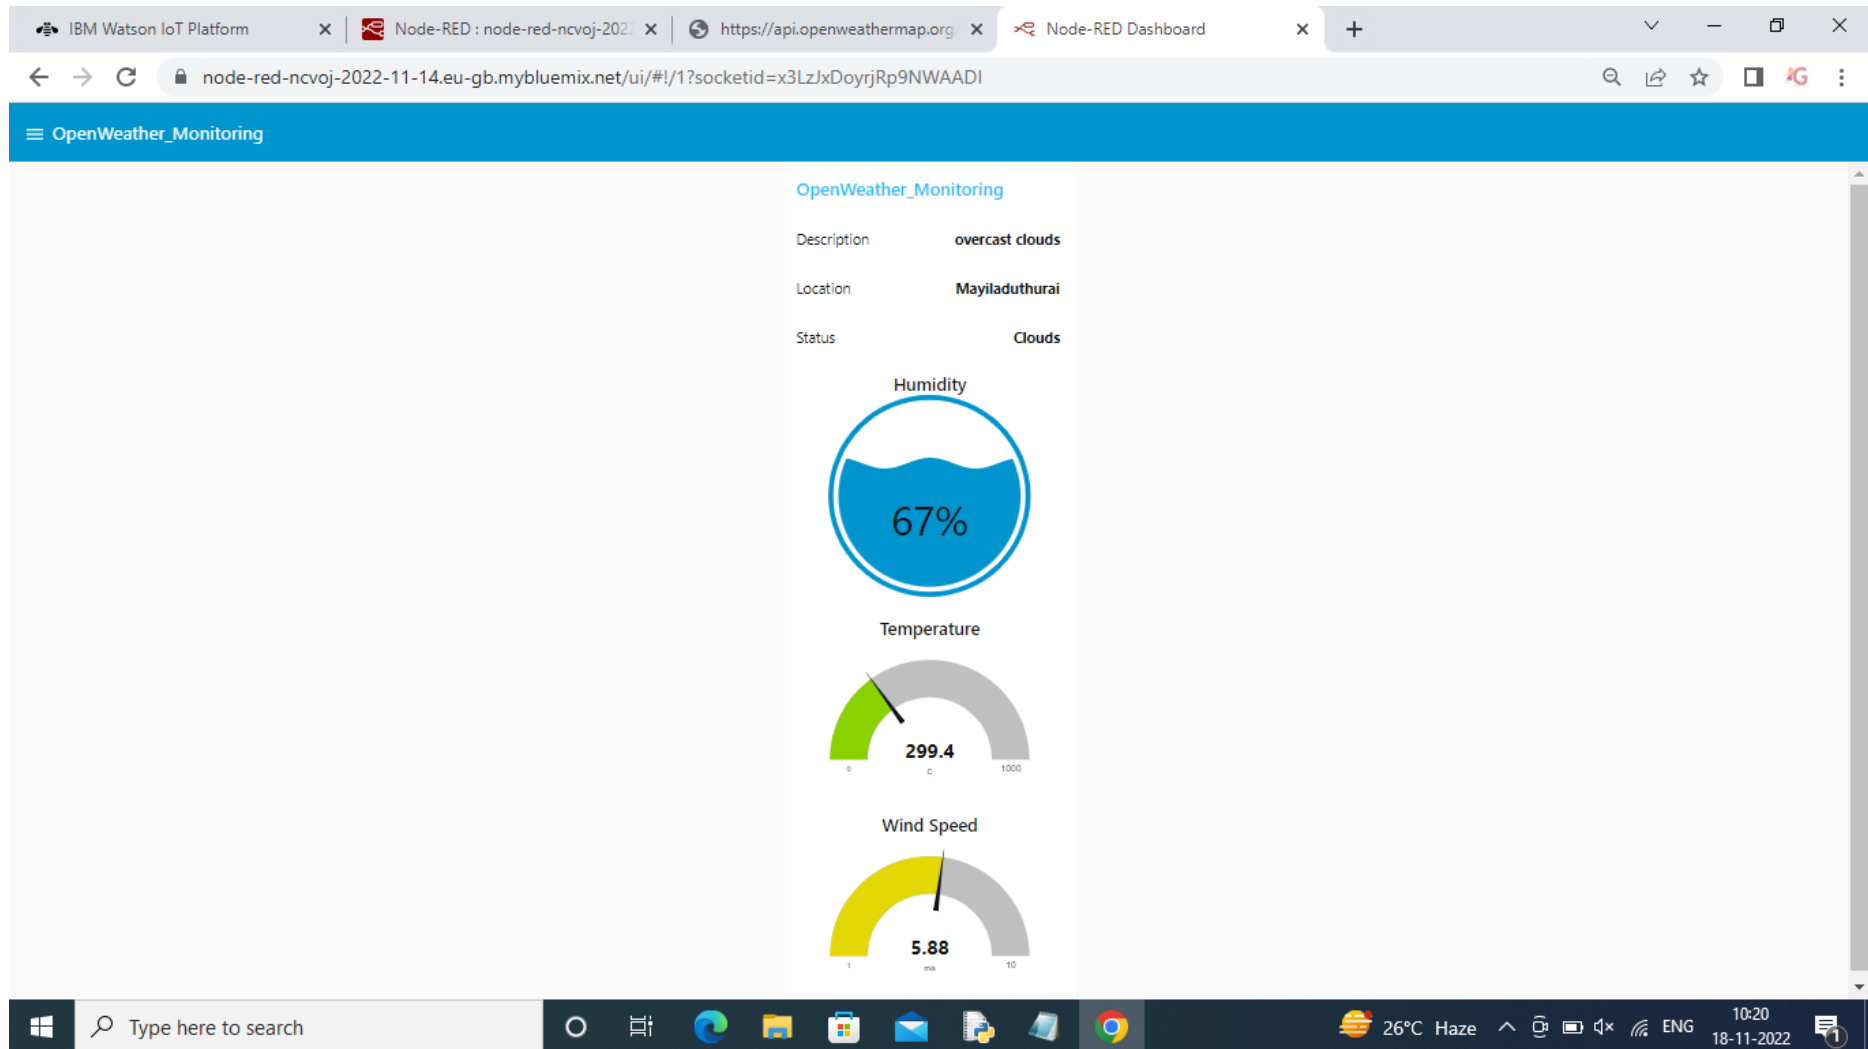 IBM Watson IoT Platform
Node-RED : node-red-ncvoj-202
https://api.openweathermap.org/
Node-RED Dashboard
node-red-ncvoj-2022-11-14.eu-gb.mybluemix.net/ui/#!/1?socketid=x3LzJxDoyrjRp9NWAADI
OpenWeather_Monitoring
OpenWeather_Monitoring
Description overcast clouds
Location Mayiladuthurai
Status Clouds
Humidity
67%
Temperature
299.4
0 C 1000
Wind Speed
5.88
1 10
Type here to search
26°C Haze
ENG
10:20
18-11-2022
1